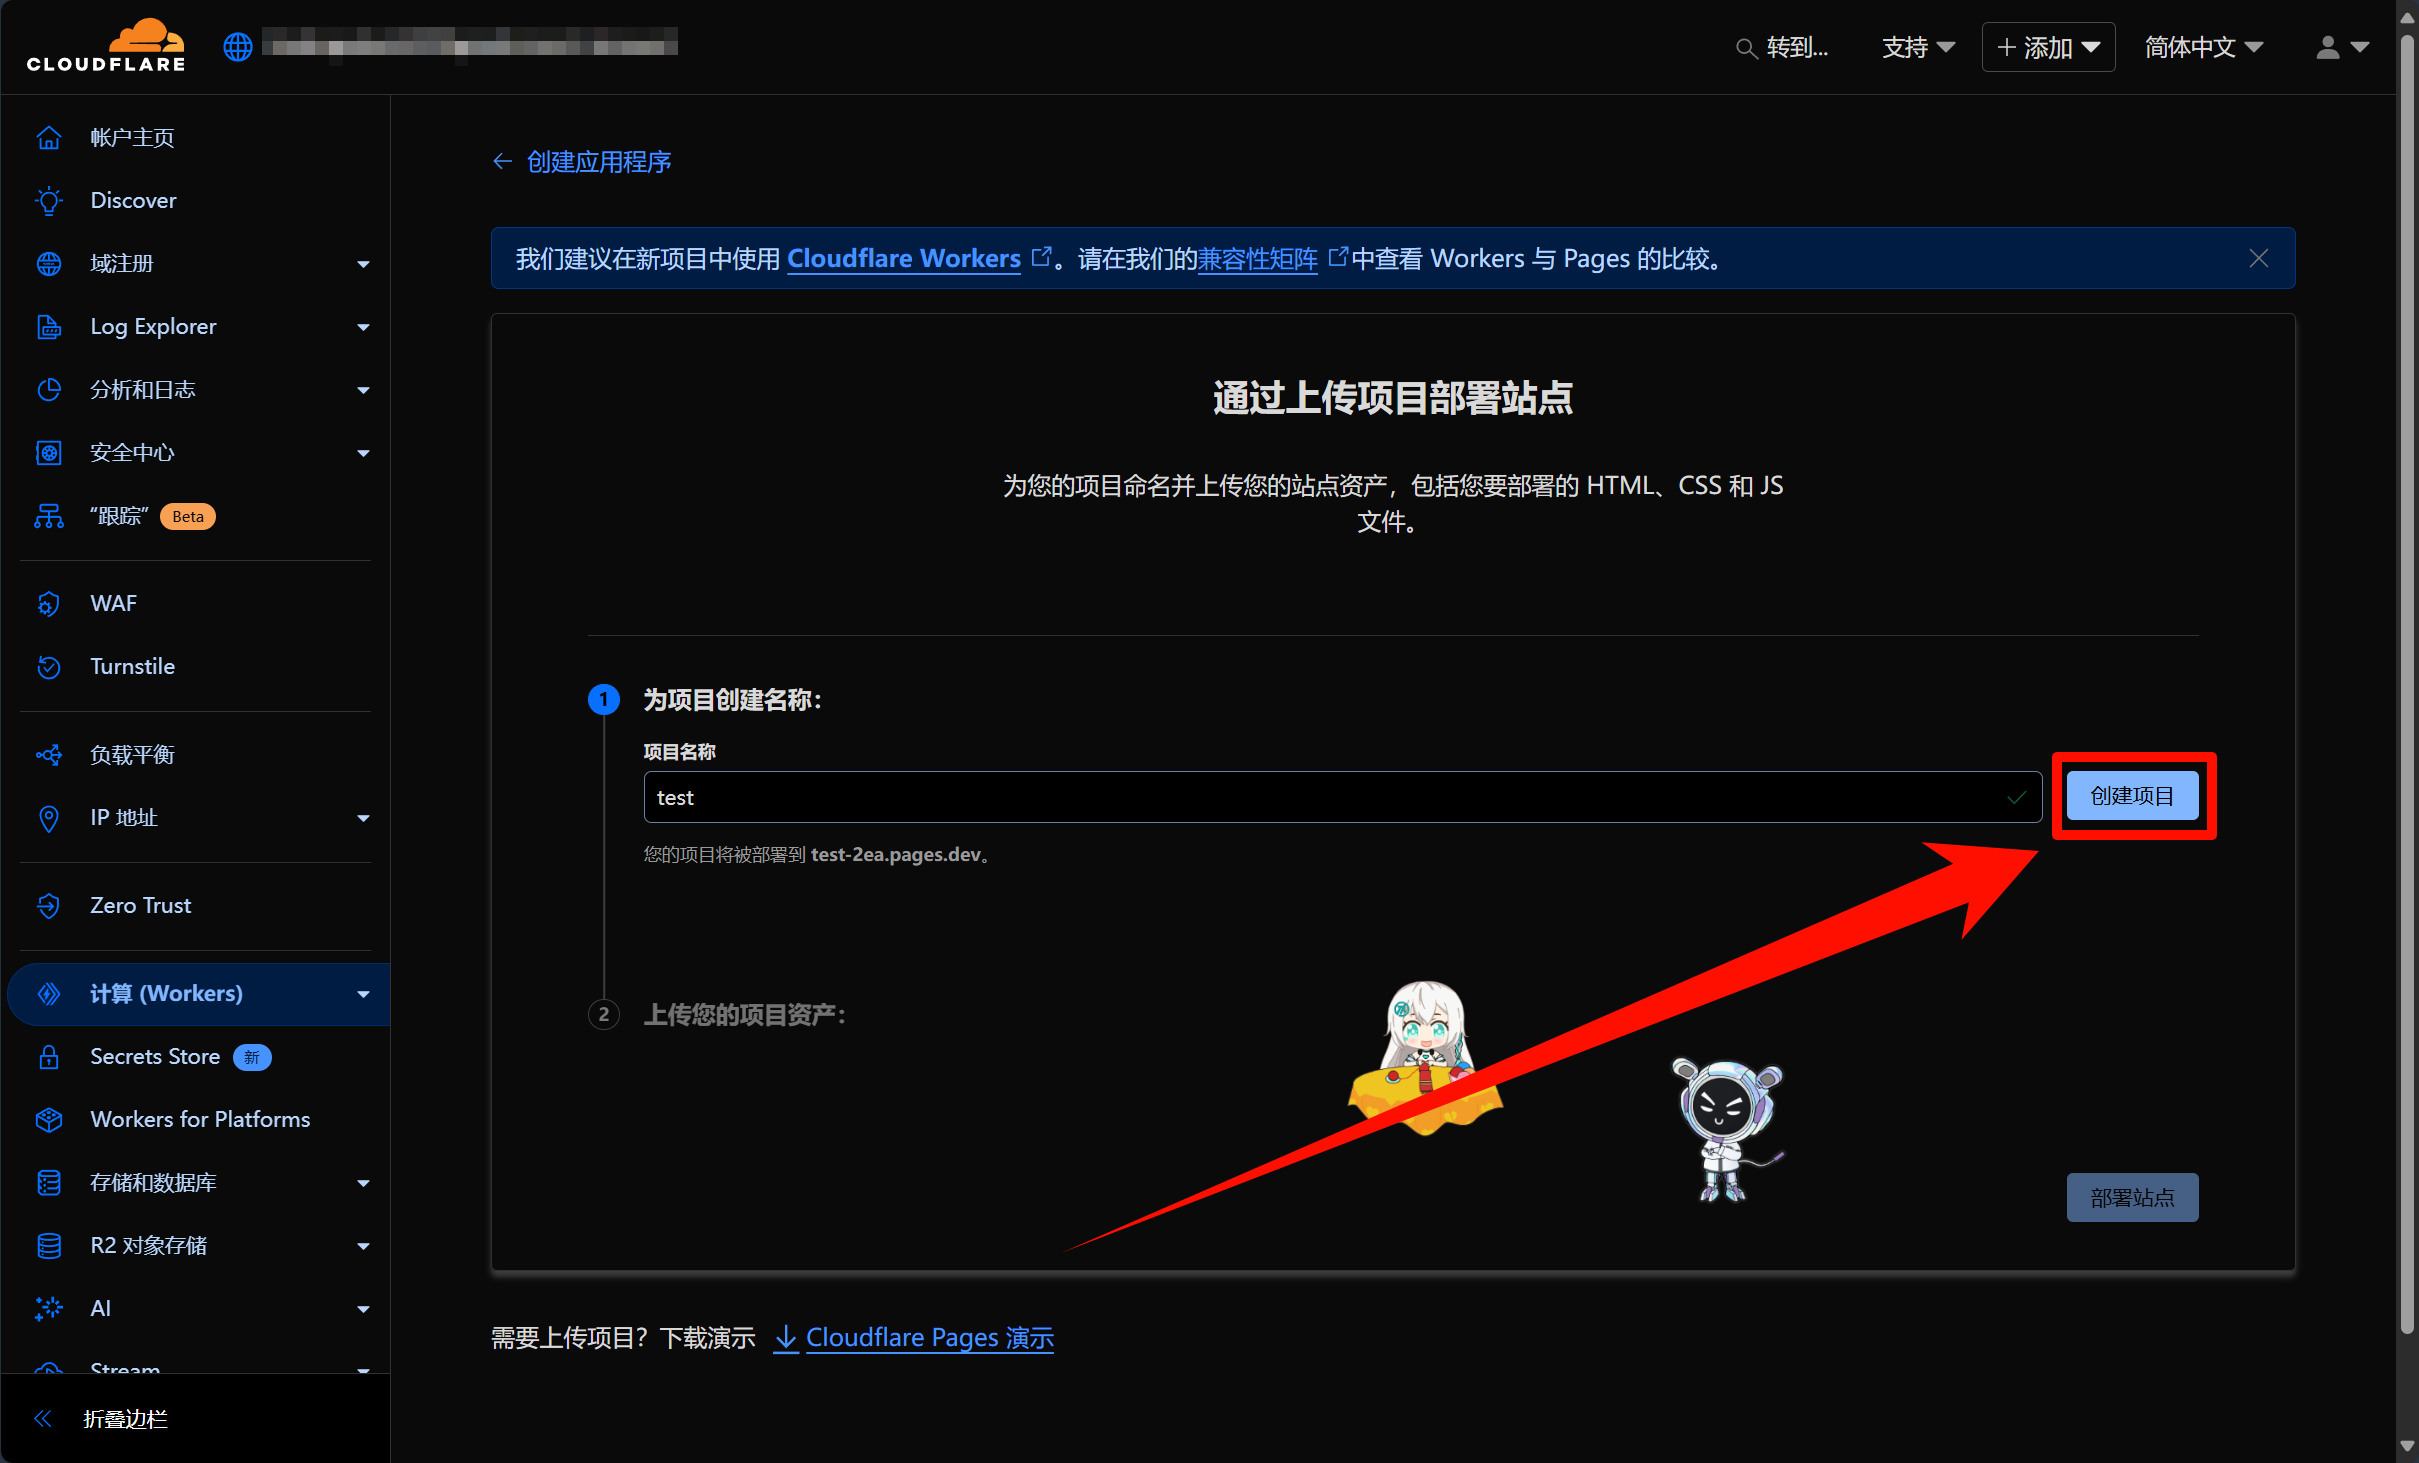 CLOUDFLARE
转到...
支持
添加
简体中文
帐户主页
Discover
域注册
Log Explorer
分析和日志
安全中心
“跟踪” Beta
WAF
Turnstile
负载平衡
IP 地址
Zero Trust
计算 (Workers)
Secrets Store 新
Workers for Platforms
存储和数据库
R2 对象存储
AI
Stream
折叠边栏
创建应用程序
我们建议在新项目中使用 Cloudflare Workers 。请在我们的兼容性矩阵 中查看 Workers 与 Pages 的比较。
通过上传项目部署站点
为您的项目命名并上传您的站点资产，包括您要部署的 HTML、CSS 和 JS
文件。
1 为项目创建名称：
项目名称
test
创建项目
您的项目将被部署到 test-2ea.pages.dev。
2 上传您的项目资产：
部署站点
需要上传项目？下载演示 Cloudflare Pages 演示